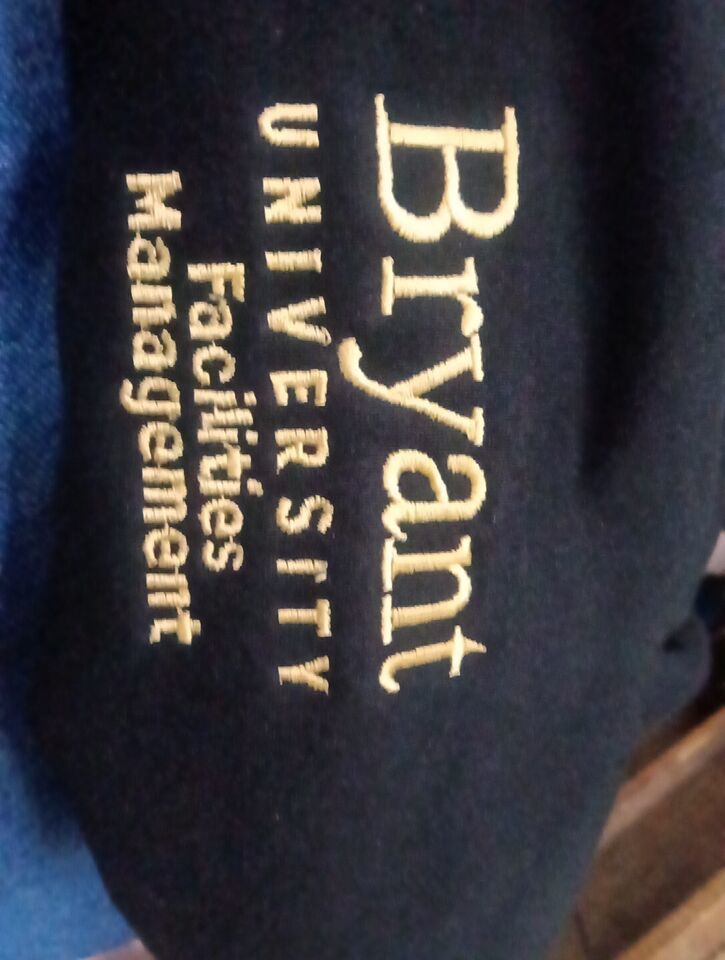 Bryant
UNIVERSITY
Facilities
Management